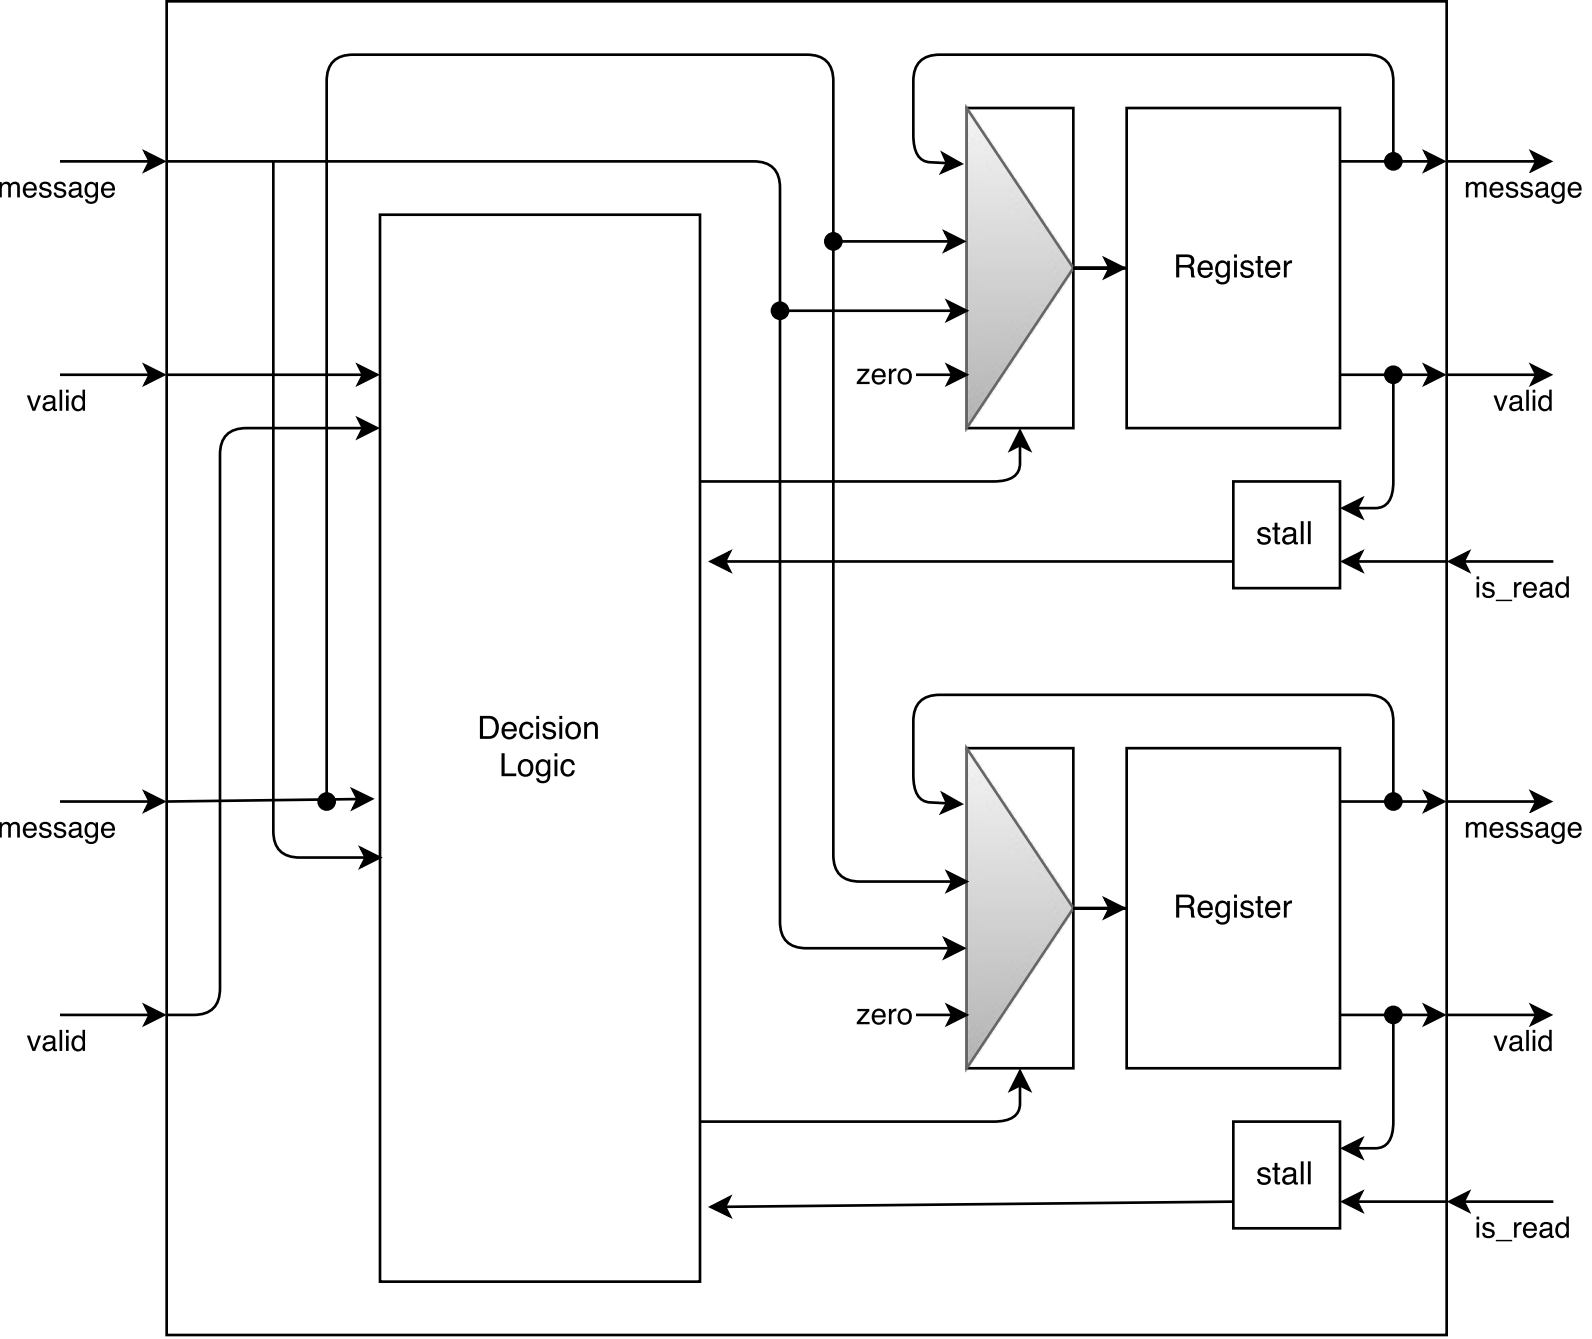 message
message
Register
zero
valid
valid
stall
is_read
Decision
Logic
message
message
Register
zero
valid
valid
stall
is_read